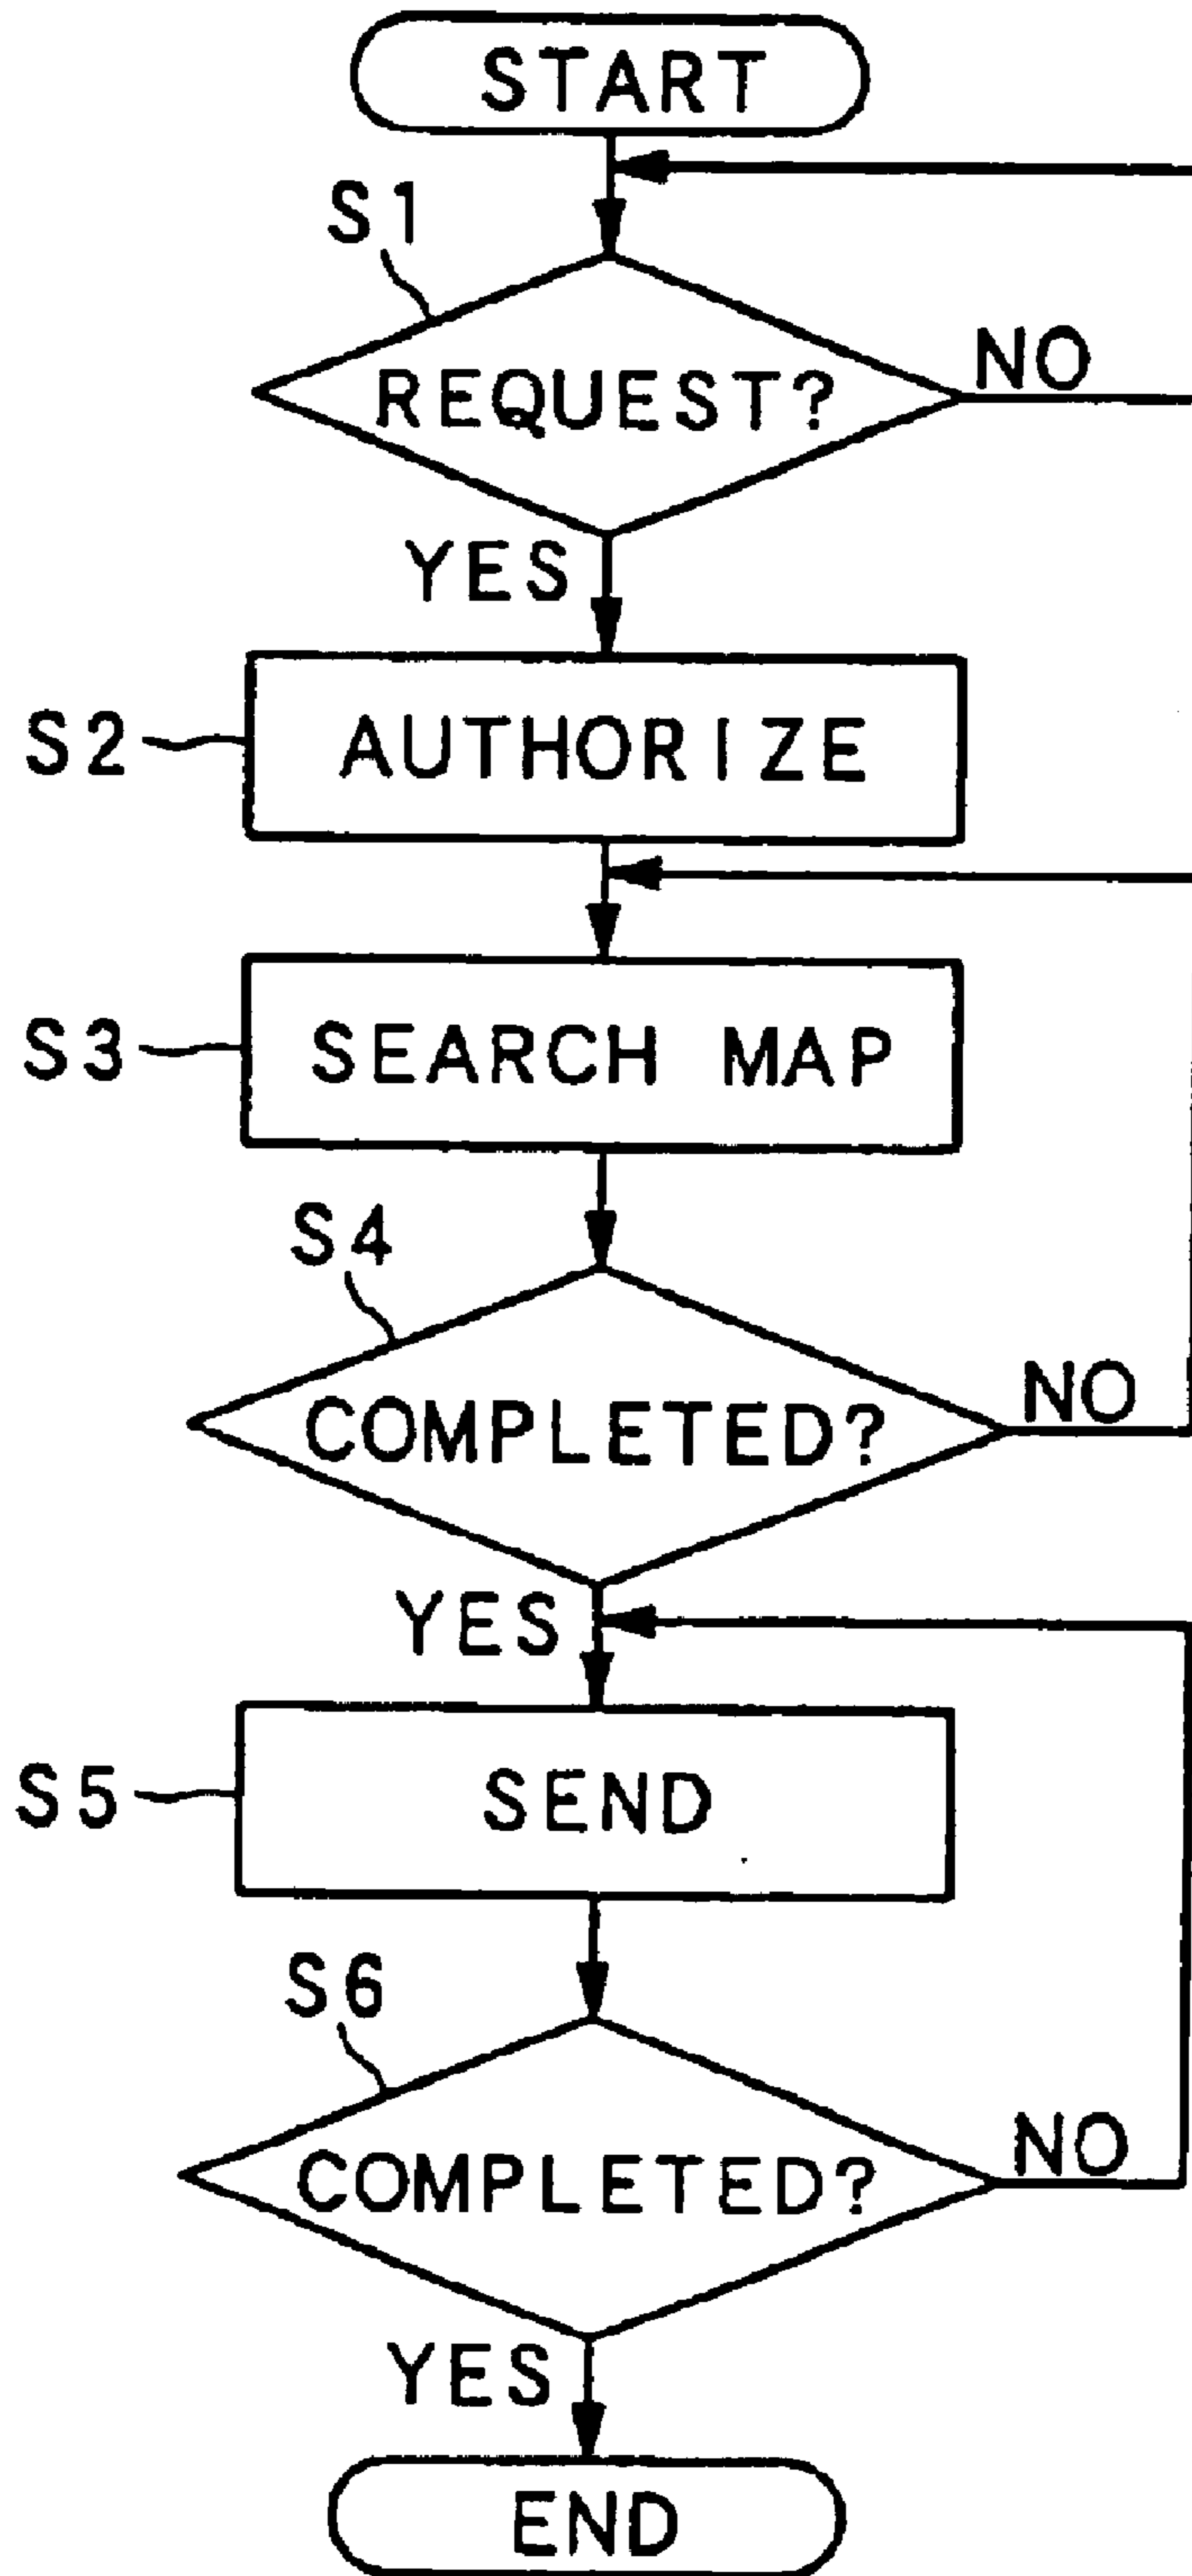 START
S1
REQUEST?
NO
YES
S2
AUTHORIZE
S3
SEARCH MAP
S4
COMPLETED?
NO
YES
S5
SEND
S6
COMPLETED?
NO
YES
END